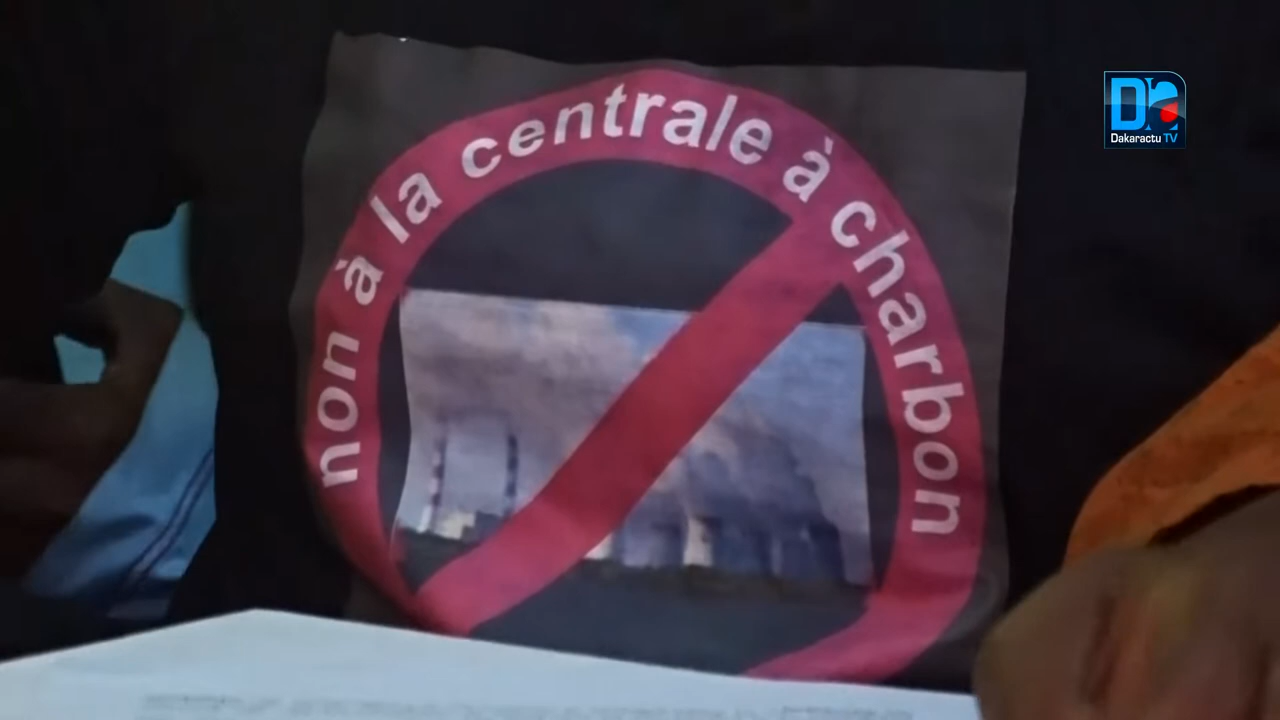 non à la centrale à charbon
Dakaractu TV